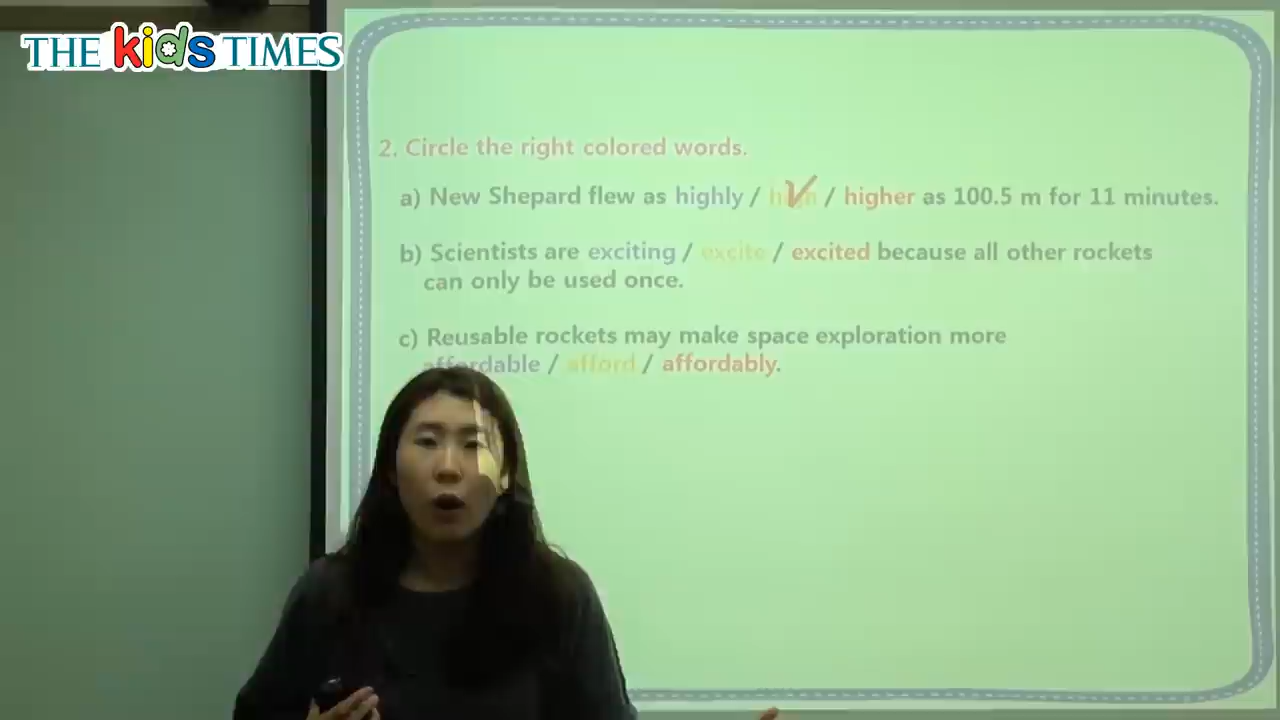 THE kids TIMES
2. Circle the right colored words.
a) New Shepard flew as highly / high / higher as 100.5 m for 11 minutes.
b) Scientists are exciting / excite / excited because all other rockets
can only be used once.
c) Reusable rockets may make space exploration more
affordable / afford / affordably.